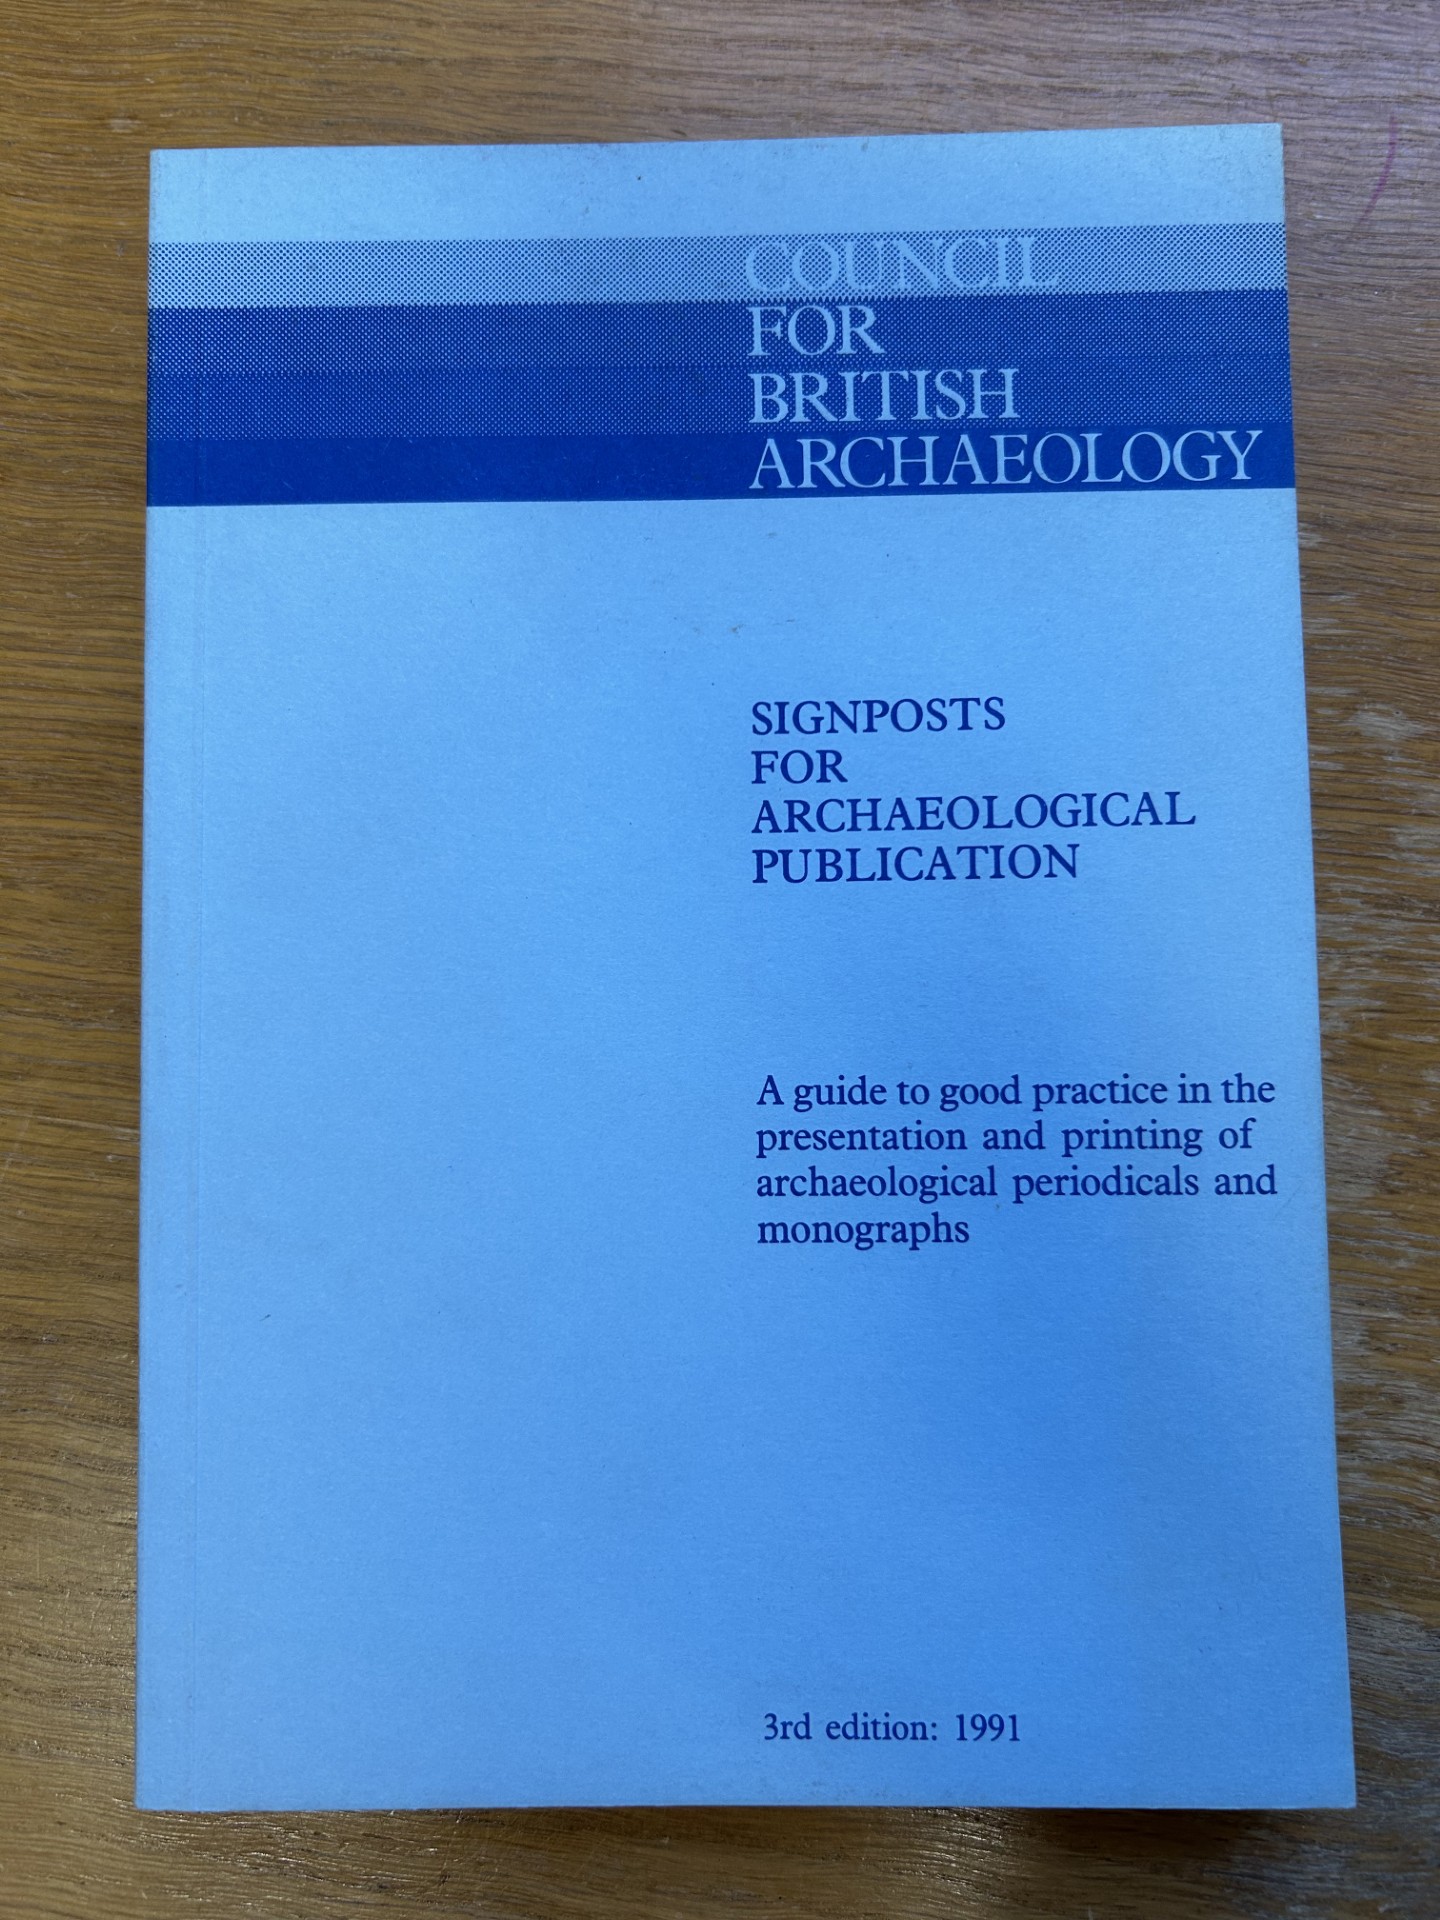 COUNCIL
FOR
BRITISH
ARCHAEOLOGY
SIGNPOSTS
FOR
ARCHAEOLOGICAL
PUBLICATION
A guide to good practice in the
presentation and printing of
archaeological periodicals and
monographs
3rd edition: 1991